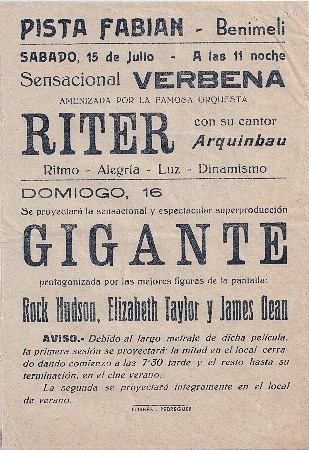 PISTA FABIAN - Benimeli
SABADO, 15 de Julio - A las 11 noche
Sensacional VERBENA
AMENIZADA POR LA FAMOSA ORQUESTA
RITER con su cantor
Arquinbau
Ritmo - Alegría - Luz - Dinamismo
DOMIOGO, 16
Se proyectará la sensacional y espectacular superproducción
GIGANTE
protagonizada por las mejores figuras de la pantalla:
Rock Hudson, Elizabeth Taylor y James Dean
AVISO.- Debido al largo metraje de dicha película,
la primera sesión se proyectará: la mitad en el local cerra-
do dando comienzo a las 7'30 tarde y el resto hasta su
terminación, en el cine verano.
La segunda se proyectará íntegramente en el local
de verano.
FORNÉS - PEDREGUER